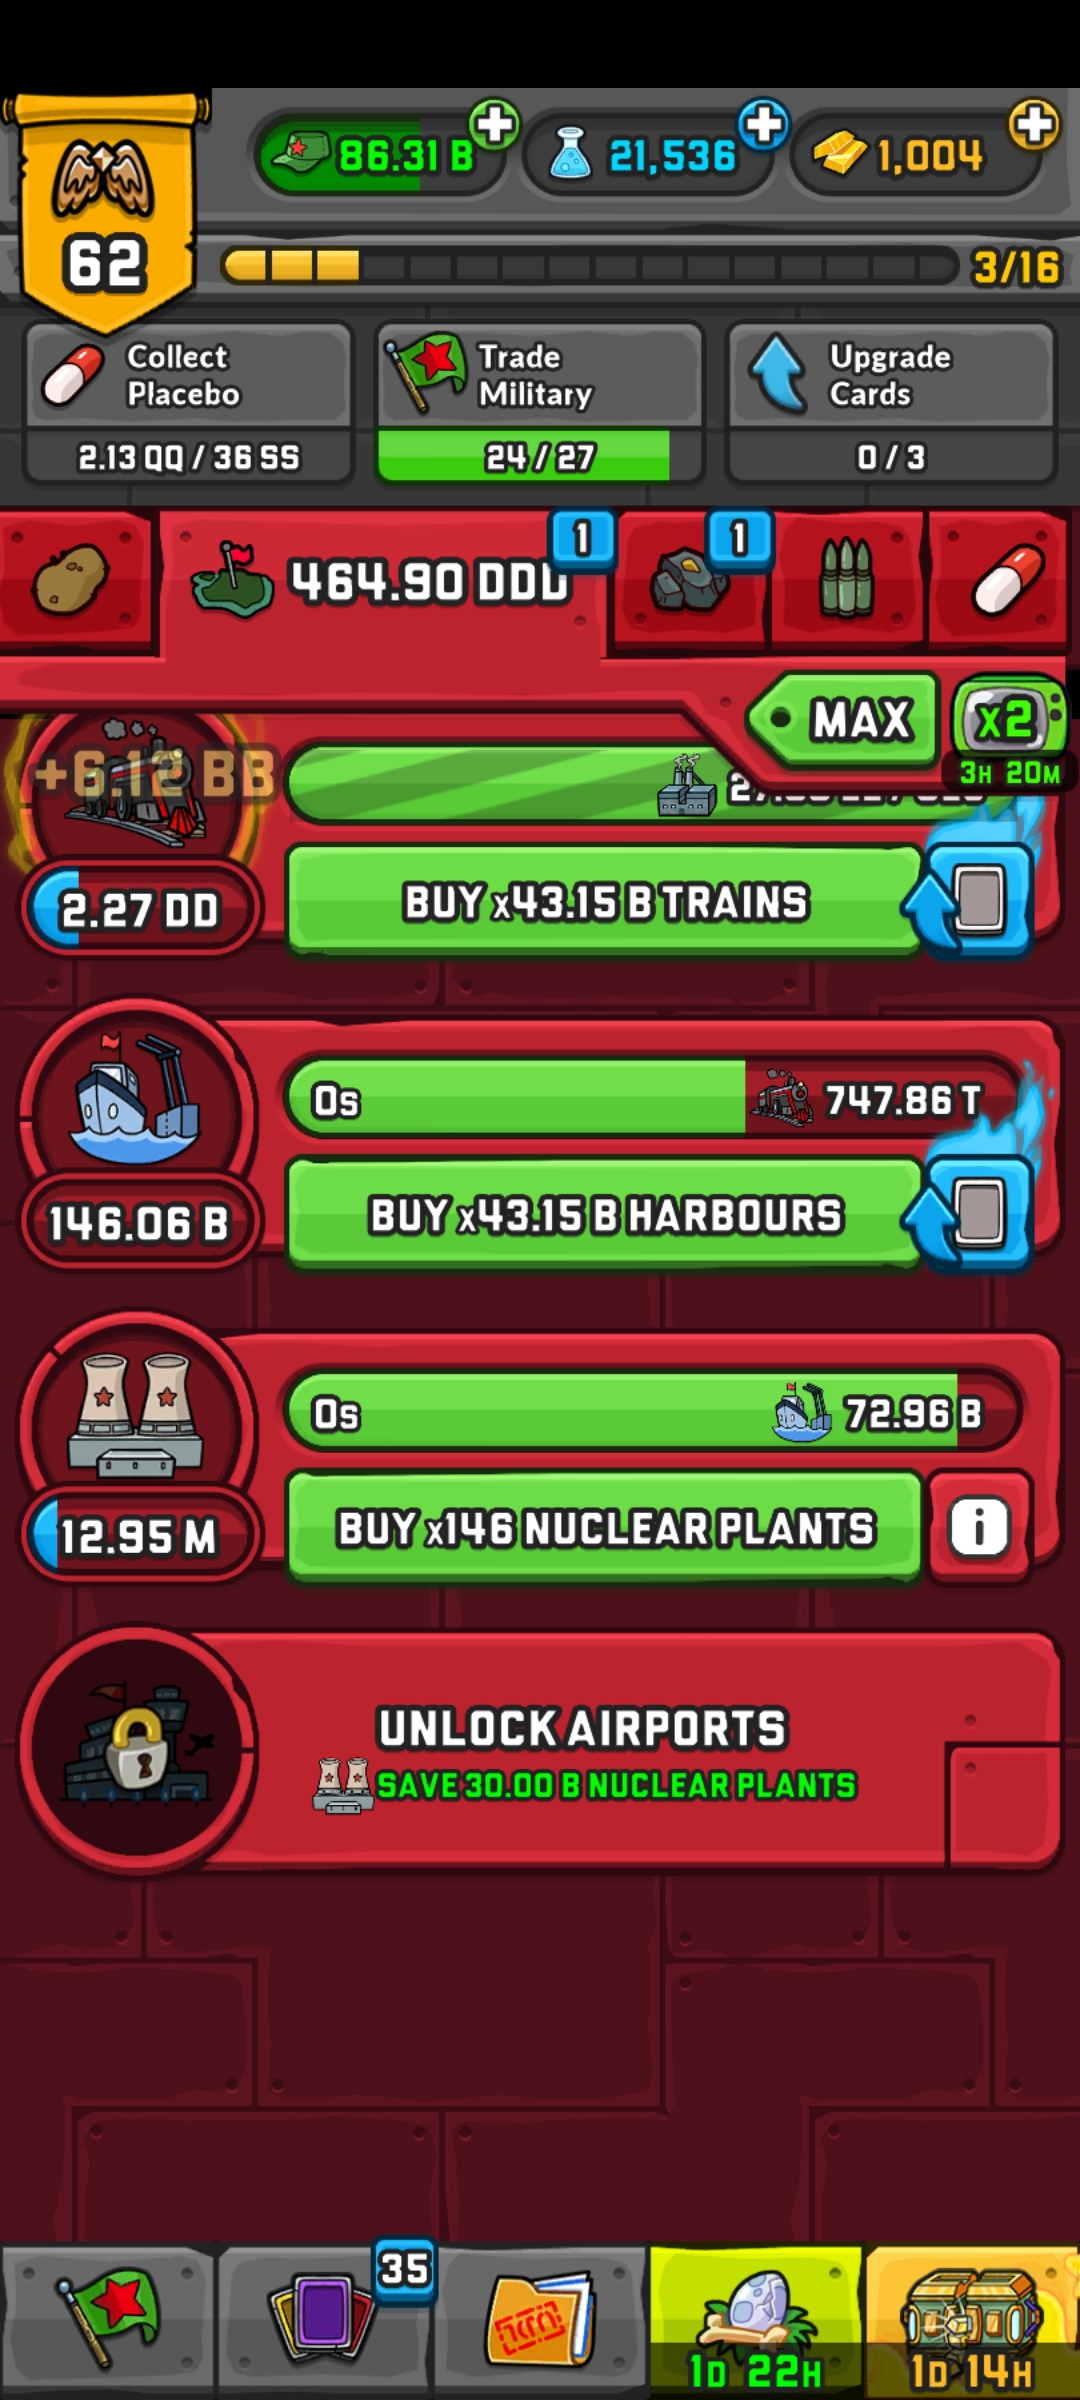 86.31 B
21,536
1,004
62
3/16
Collect
Placebo
2.13 QQ / 36 SS
Trade
Military
24 / 27
Upgrade
Cards
0 / 3
464.90 DDD
1
1
MAX
x2
3H 20M
+6.12 BB
2.27 DD
BUY x43.15 B TRAINS
0s
747.86 T
146.06 B
BUY x43.15 B HARBOURS
0s
72.96 B
12.95 M
BUY x146 NUCLEAR PLANTS
i
UNLOCK AIRPORTS
SAVE 30.00 B NUCLEAR PLANTS
35
1D 22H
1D 14H